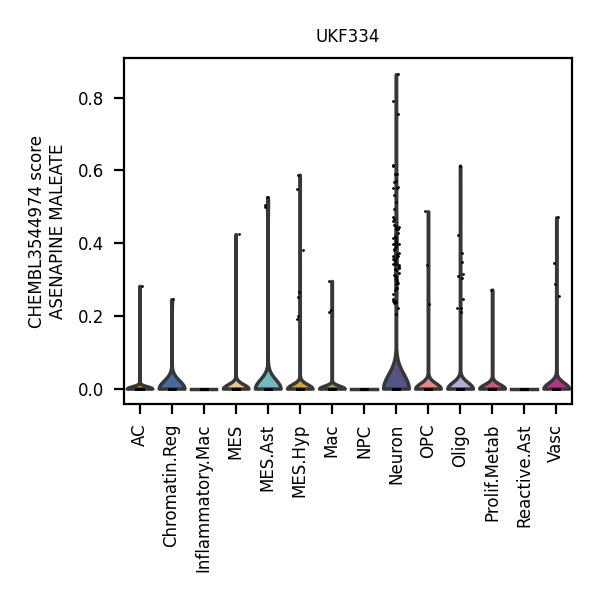 UKF334
CHEMBL3544974 score
ASENAPINE MALEATE
0.8
0.6
0.4
0.2
0.0
AC
Chromatin.Reg
Inflammatory.Mac
MES
MES.Ast
MES.Hyp
Mac
NPC
Neuron
OPC
Oligo
Prolif.Metab
Reactive.Ast
Vasc